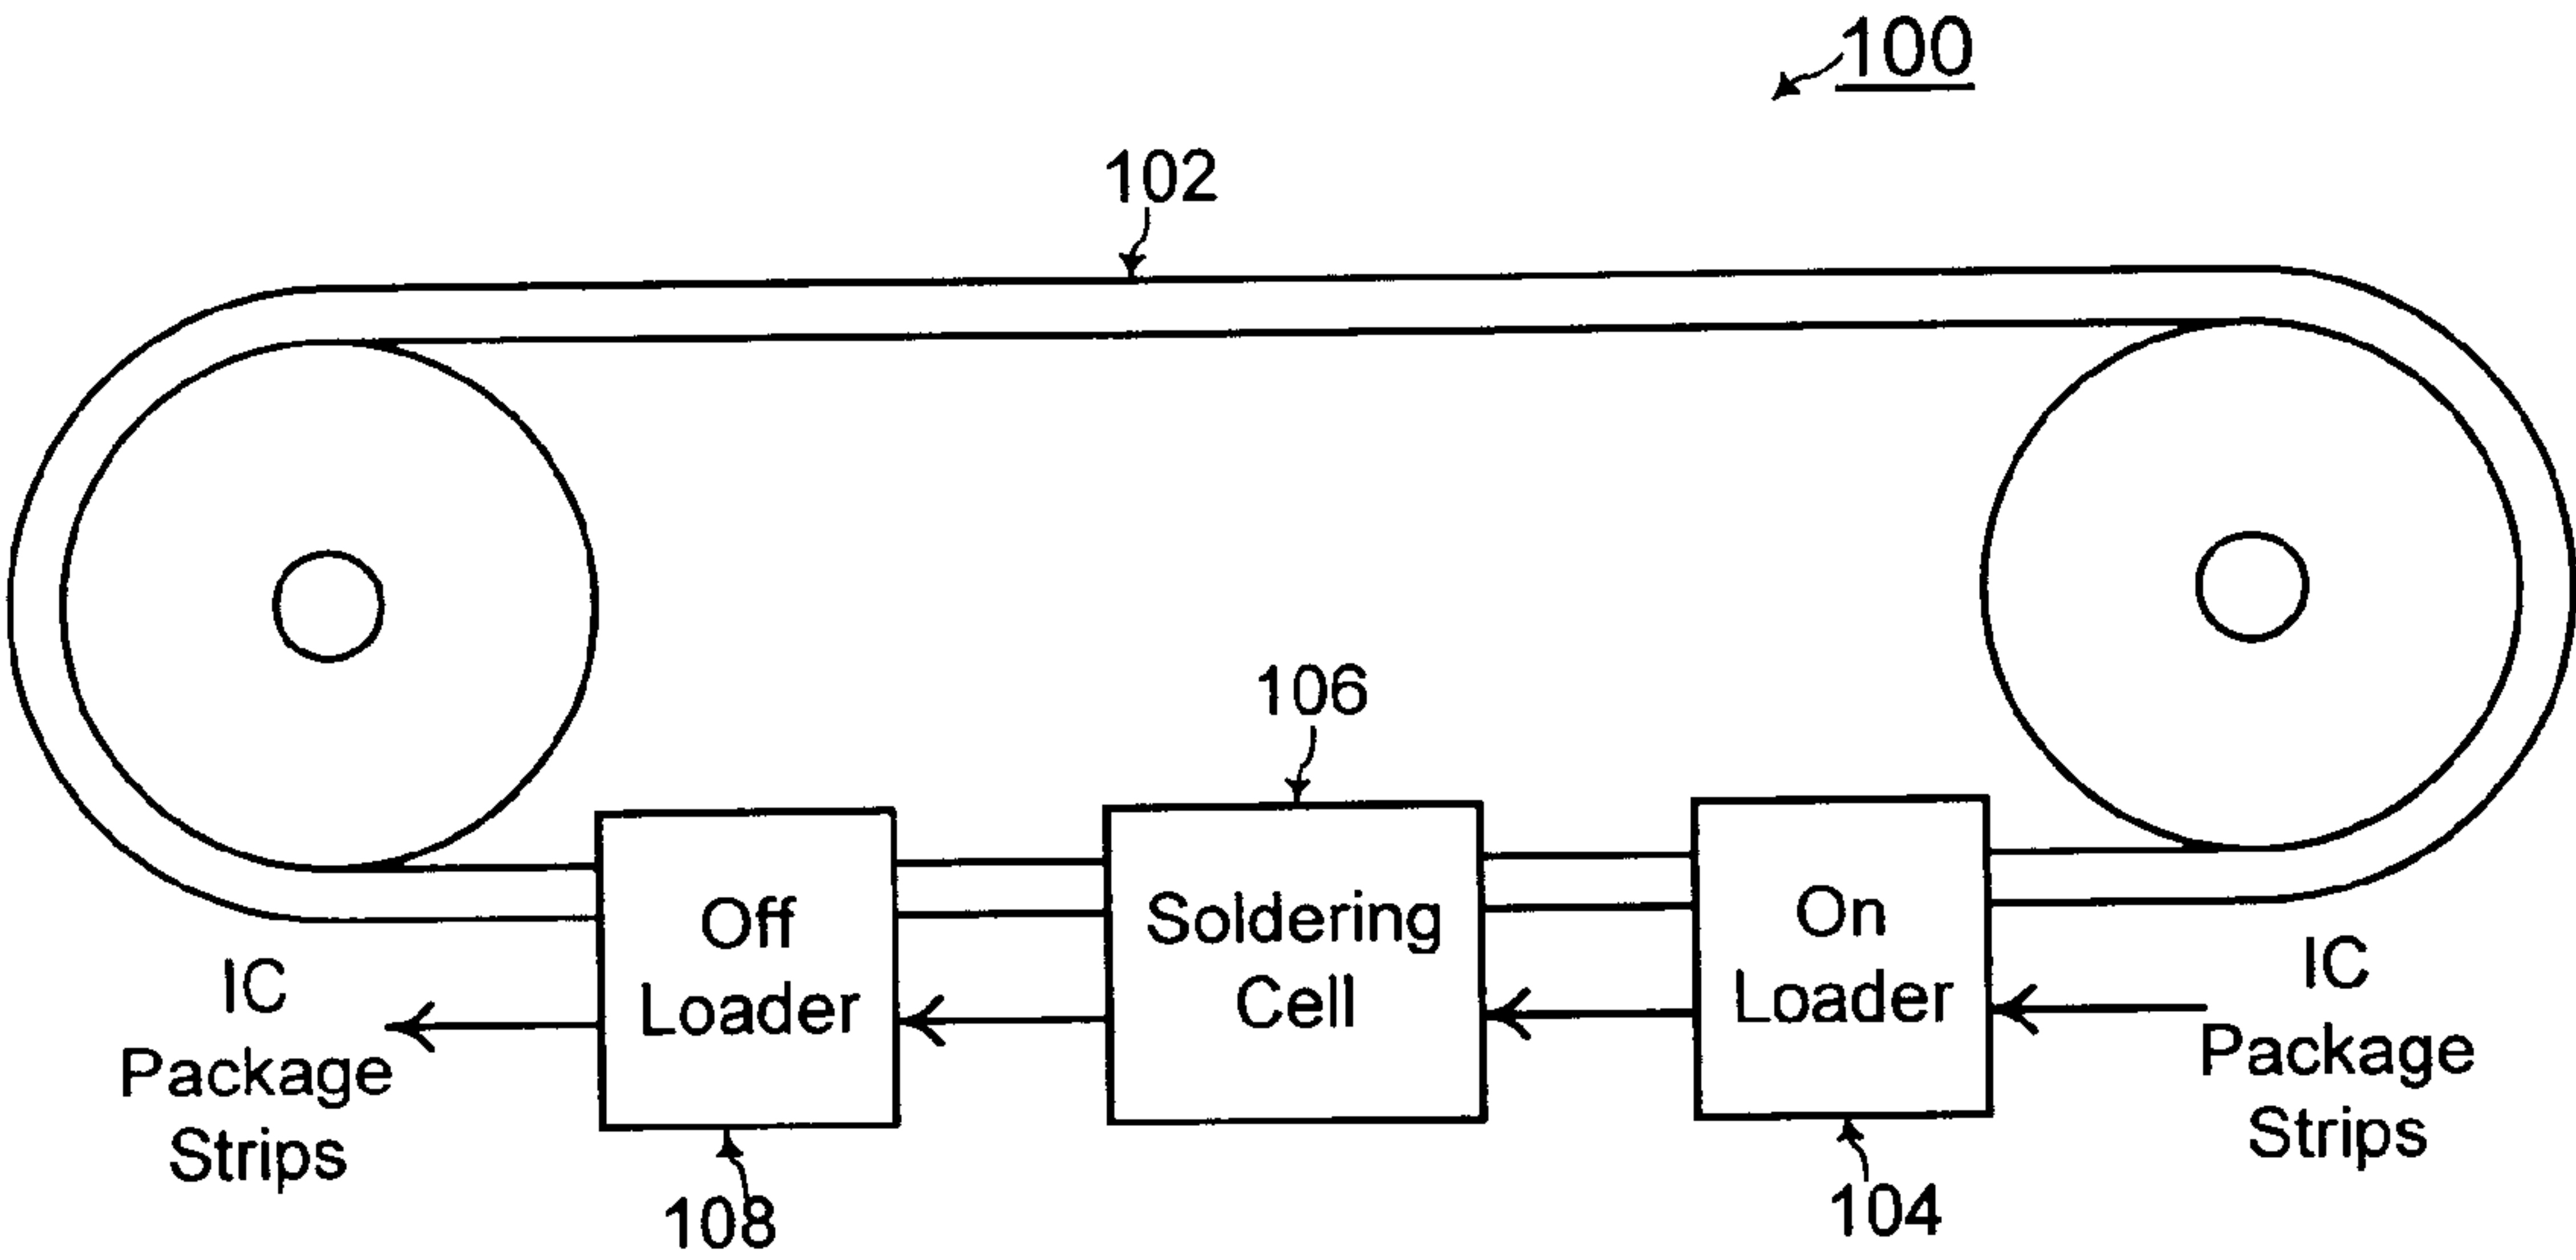 100
102
106
Off
Loader
Soldering
Cell
On
Loader
IC
Package
Strips
IC
Package
Strips
108
104